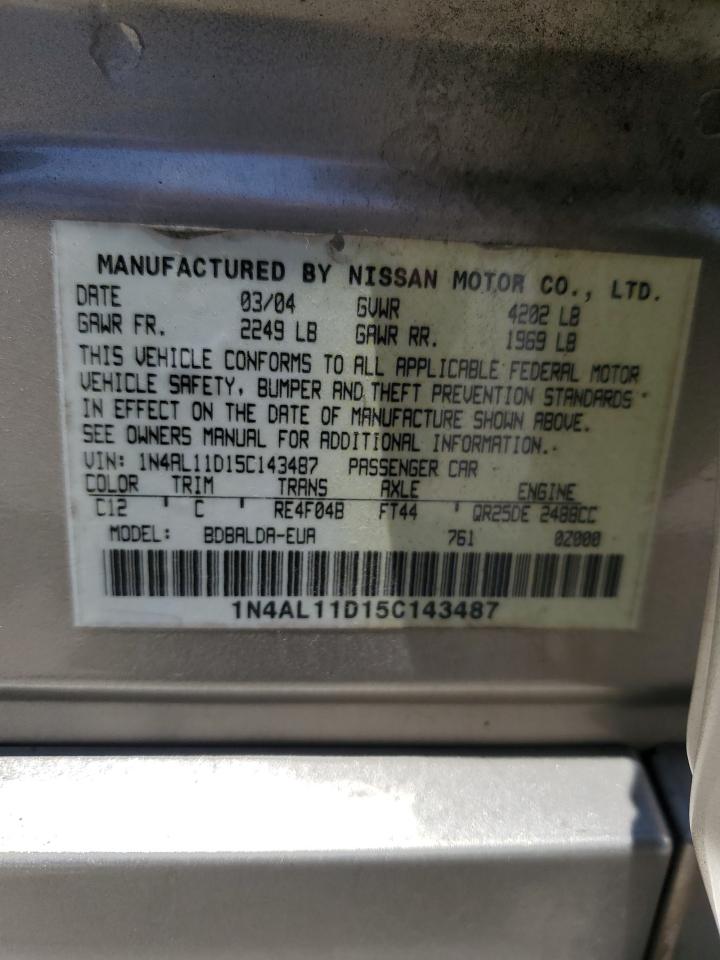 MANUFACTURED BY NISSAN MOTOR CO., LTD.
DATE 03/04 GVWR 4202 LB
GAWR FR. 2249 LB GAWR RR. 1969 LB
THIS VEHICLE CONFORMS TO ALL APPLICABLE FEDERAL MOTOR
VEHICLE SAFETY, BUMPER AND THEFT PREVENTION STANDARDS
IN EFFECT ON THE DATE OF MANUFACTURE SHOWN ABOVE.
SEE OWNERS MANUAL FOR ADDITIONAL INFORMATION.
VIN: 1N4AL11D15C143487 PASSENGER CAR
COLOR TRIM TRANS AXLE ENGINE
C12 C RE4F04B FT44 QR25DE 2488CC
MODEL: BDBALDA-EUA 761 0Z000
1N4AL11D15C143487